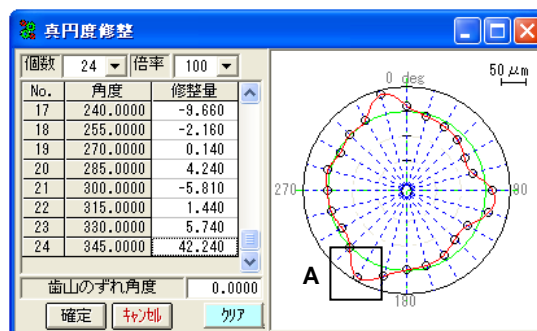 真円度修整
個数 24 倍率 100
No. 角度 修整量
17 240.0000 -9.660
18 255.0000 -2.160
19 270.0000 0.140
20 285.0000 4.240
21 300.0000 -5.810
22 315.0000 1.440
23 330.0000 5.740
24 345.0000 42.240
歯山のずれ角度 0.0000
確定 ｷｬﾝｾﾙ ｸﾘｱ
50 μm
0 deg
270
90
A
180